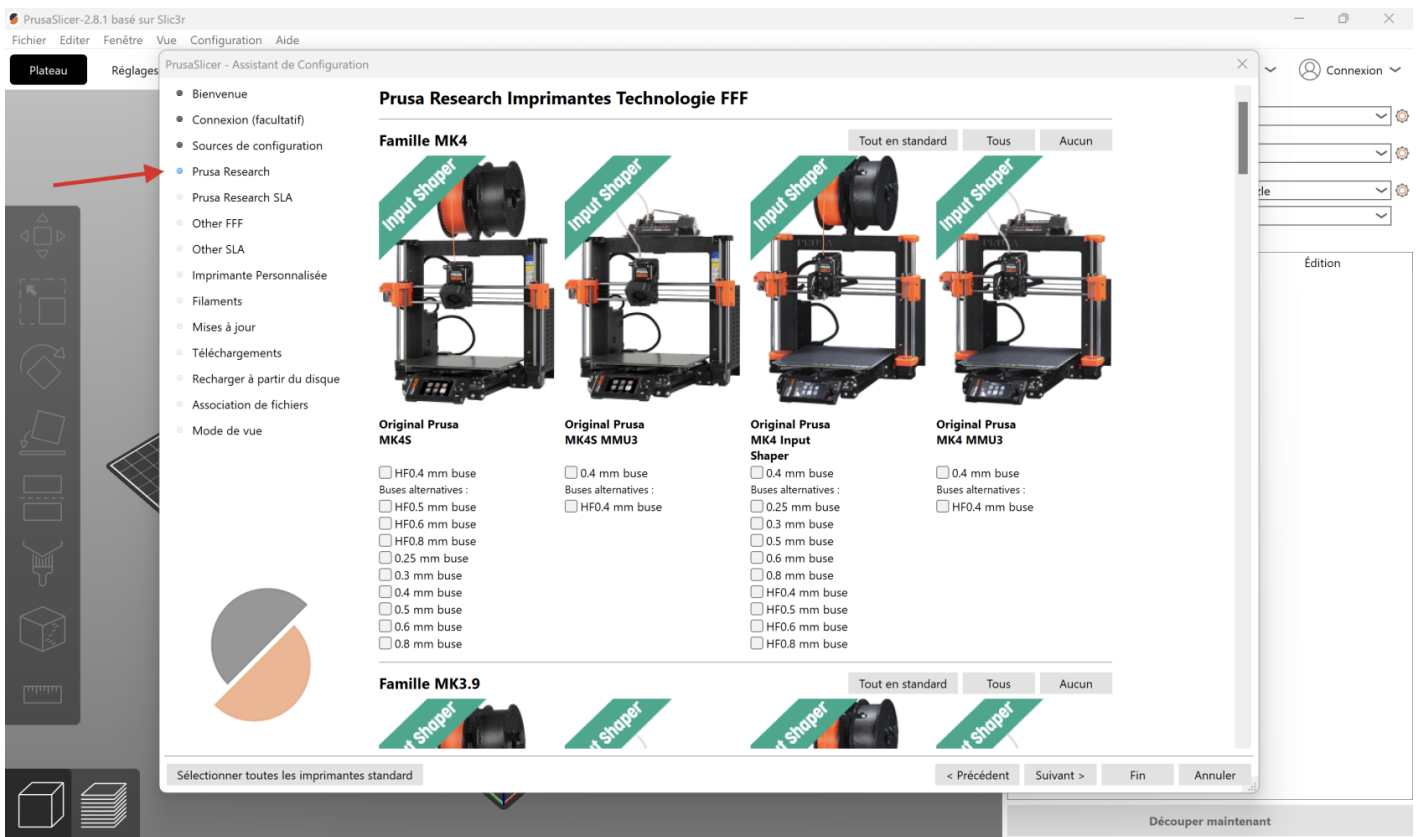 PrusaSlicer-2.8.1 basé sur Slic3r
Fichier Editer Fenêtre Vue Configuration Aide
Plateau Réglages
Connexion
PrusaSlicer - Assistant de Configuration
Bienvenue
Connexion (facultatif)
Sources de configuration
Prusa Research
Prusa Research SLA
Other FFF
Other SLA
Imprimante Personnalisée
Filaments
Mises à jour
Téléchargements
Recharger à partir du disque
Association de fichiers
Mode de vue
Prusa Research Imprimantes Technologie FFF
Famille MK4 Tout en standard Tous Aucun
Input Shaper Input Shaper Input Shaper Input Shaper
Original Prusa
MK4S
HF0.4 mm buse
Buses alternatives :
HF0.5 mm buse
HF0.6 mm buse
HF0.8 mm buse
0.25 mm buse
0.3 mm buse
0.4 mm buse
0.5 mm buse
0.6 mm buse
0.8 mm buse
Original Prusa
MK4S MMU3
0.4 mm buse
Buses alternatives :
HF0.4 mm buse
Original Prusa
MK4 Input
Shaper
0.4 mm buse
Buses alternatives :
0.25 mm buse
0.3 mm buse
0.5 mm buse
0.6 mm buse
0.8 mm buse
HF0.4 mm buse
HF0.5 mm buse
HF0.6 mm buse
HF0.8 mm buse
Original Prusa
MK4 MMU3
0.4 mm buse
Buses alternatives :
HF0.4 mm buse
Famille MK3.9 Tout en standard Tous Aucun
Input Shaper Input Shaper Input Shaper Input Shaper
Sélectionner toutes les imprimantes standard
< Précédent Suivant > Fin Annuler
Édition
Découper maintenant